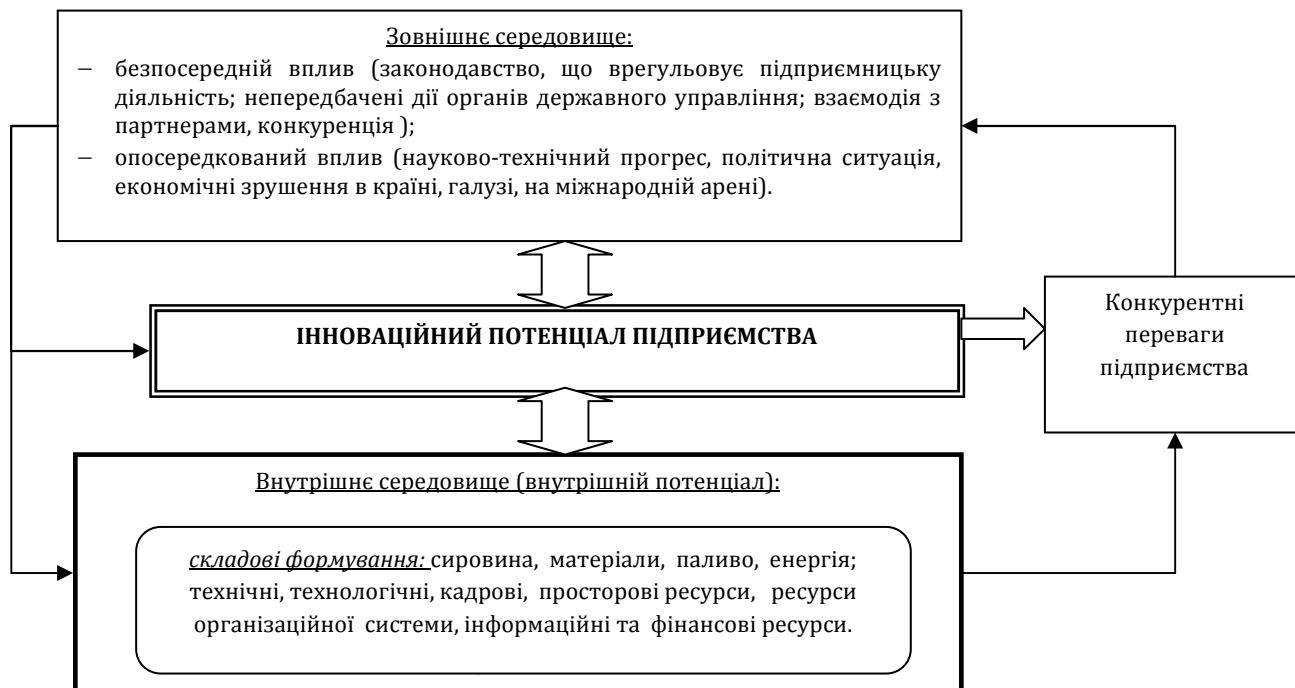 Зовнішнє середовище:
− безпосередній вплив (законодавство, що врегульовує підприємницьку
діяльність; непередбачені дії органів державного управління; взаємодія з
партнерами, конкуренція );
− опосередкований вплив (науково-технічний прогрес, політична ситуація,
економічні зрушення в країні, галузі, на міжнародній арені).
ІННОВАЦІЙНИЙ ПОТЕНЦІАЛ ПІДПРИЄМСТВА
Конкурентні
переваги
підприємства
Внутрішнє середовище (внутрішній потенціал):
складові формування: сировина, матеріали, паливо, енергія;
технічні, технологічні, кадрові, просторові ресурси, ресурси
організаційної системи, інформаційні та фінансові ресурси.